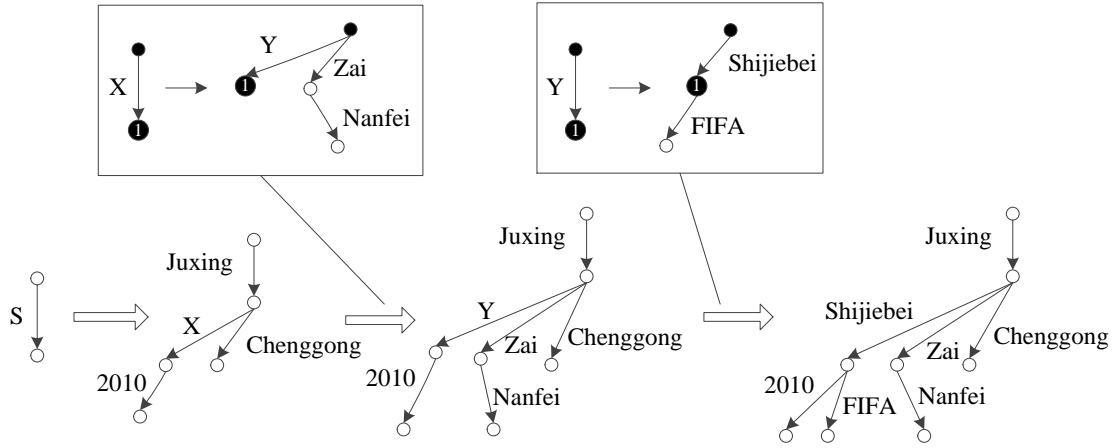 Y
Zai
X
1
1
Nanfei
Shijiebei
Y
1
1
FIFA
S
Juxing
X
Chenggong
2010
Juxing
Y
Zai
Chenggong
2010
Nanfei
Juxing
Shijiebei
Zai
Chenggong
2010
FIFA
Nanfei